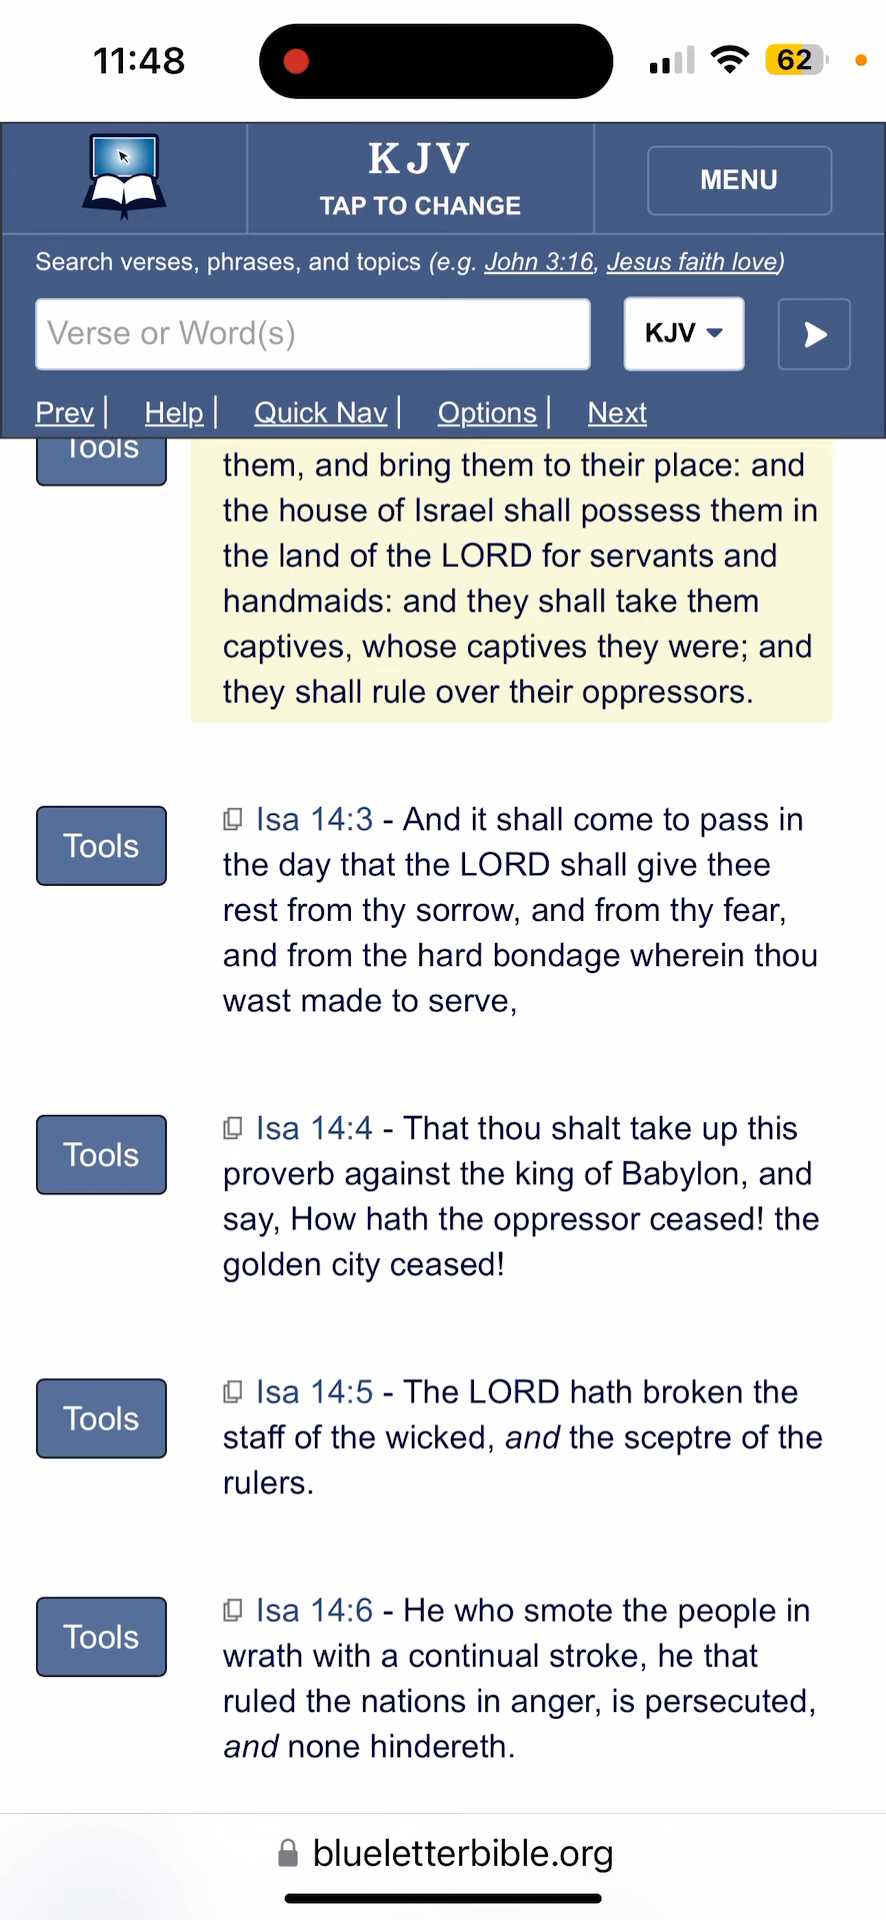 11:48
62
KJV
TAP TO CHANGE
MENU
Search verses, phrases, and topics (e.g. John 3:16, Jesus faith love)
Verse or Word(s)
KJV
Prev | Help | Quick Nav | Options | Next
Tools
them, and bring them to their place: and
the house of Israel shall possess them in
the land of the LORD for servants and
handmaids: and they shall take them
captives, whose captives they were; and
they shall rule over their oppressors.
Tools
Isa 14:3 - And it shall come to pass in
the day that the LORD shall give thee
rest from thy sorrow, and from thy fear,
and from the hard bondage wherein thou
wast made to serve,
Tools
Isa 14:4 - That thou shalt take up this
proverb against the king of Babylon, and
say, How hath the oppressor ceased! the
golden city ceased!
Tools
Isa 14:5 - The LORD hath broken the
staff of the wicked, and the sceptre of the
rulers.
Tools
Isa 14:6 - He who smote the people in
wrath with a continual stroke, he that
ruled the nations in anger, is persecuted,
and none hindereth.
blueletterbible.org